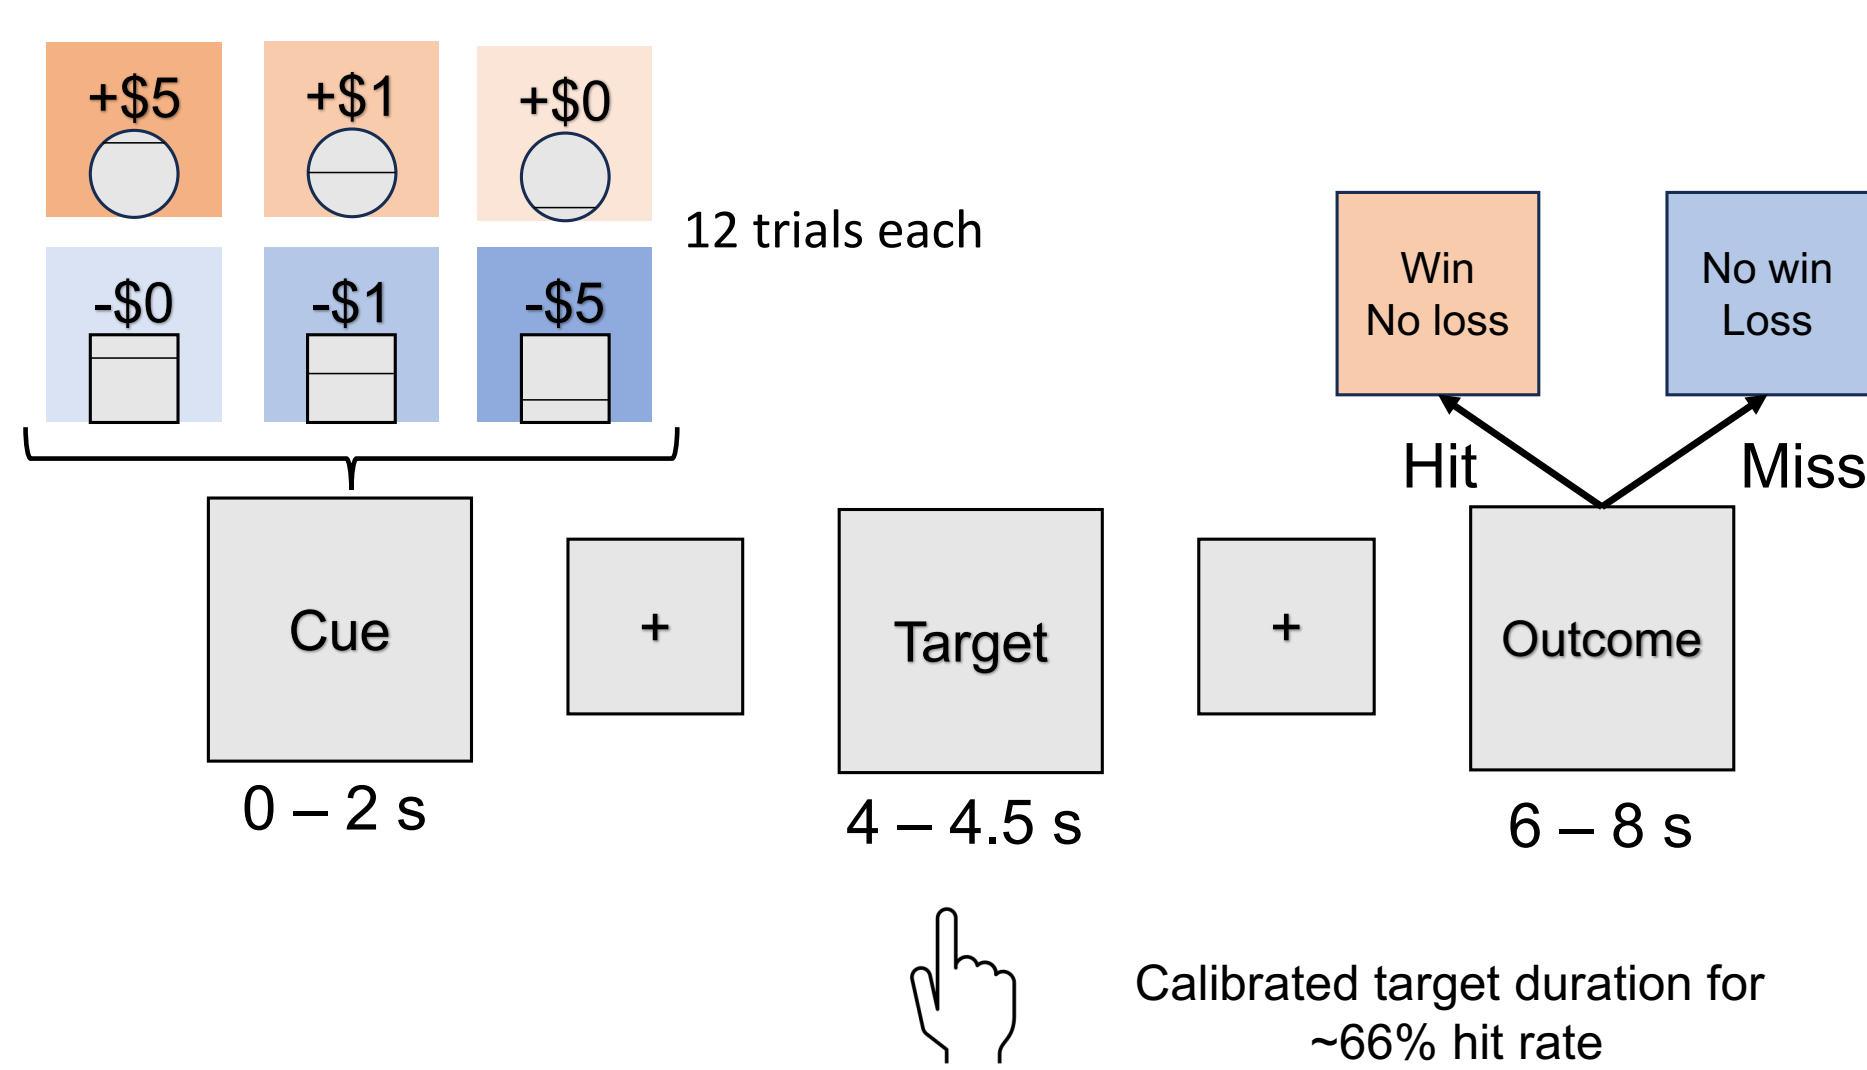 +$5
+$1
+$0
-$0
-$1
-$5
12 trials each
Win
No loss
No win
Loss
Hit
Miss
Cue
+
Target
+
Outcome
0 – 2 s
4 – 4.5 s
6 – 8 s
Calibrated target duration for
~66% hit rate